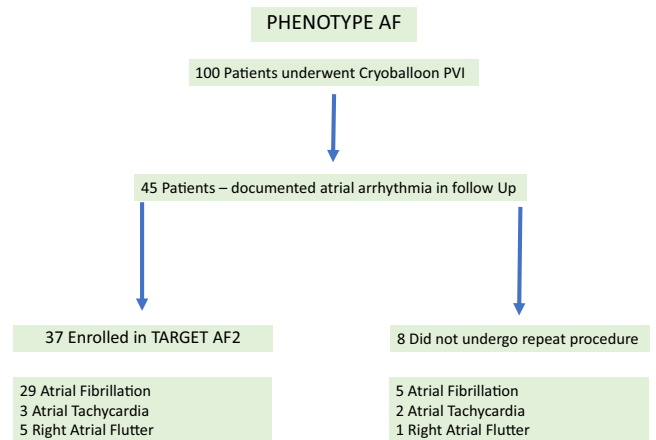 PHENOTYPE AF
100 Patients underwent Cryoballoon PVI
45 Patients – documented atrial arrhythmia in follow Up
37 Enrolled in TARGET AF2
8 Did not undergo repeat procedure
29 Atrial Fibrillation
3 Atrial Tachycardia
5 Right Atrial Flutter
5 Atrial Fibrillation
2 Atrial Tachycardia
1 Right Atrial Flutter